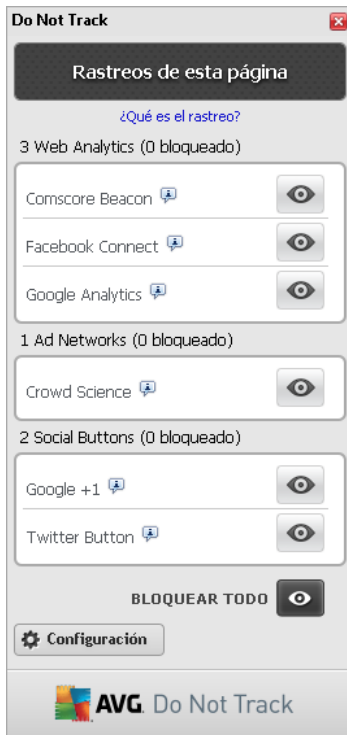 Do Not Track
Rastreos de esta página
¿Qué es el rastreo?
3 Web Analytics (0 bloqueado)
Comscore Beacon
Facebook Connect
Google Analytics
1 Ad Networks (0 bloqueado)
Crowd Science
2 Social Buttons (0 bloqueado)
Google +1
Twitter Button
BLOQUEAR TODO
Configuración
AVG. Do Not Track